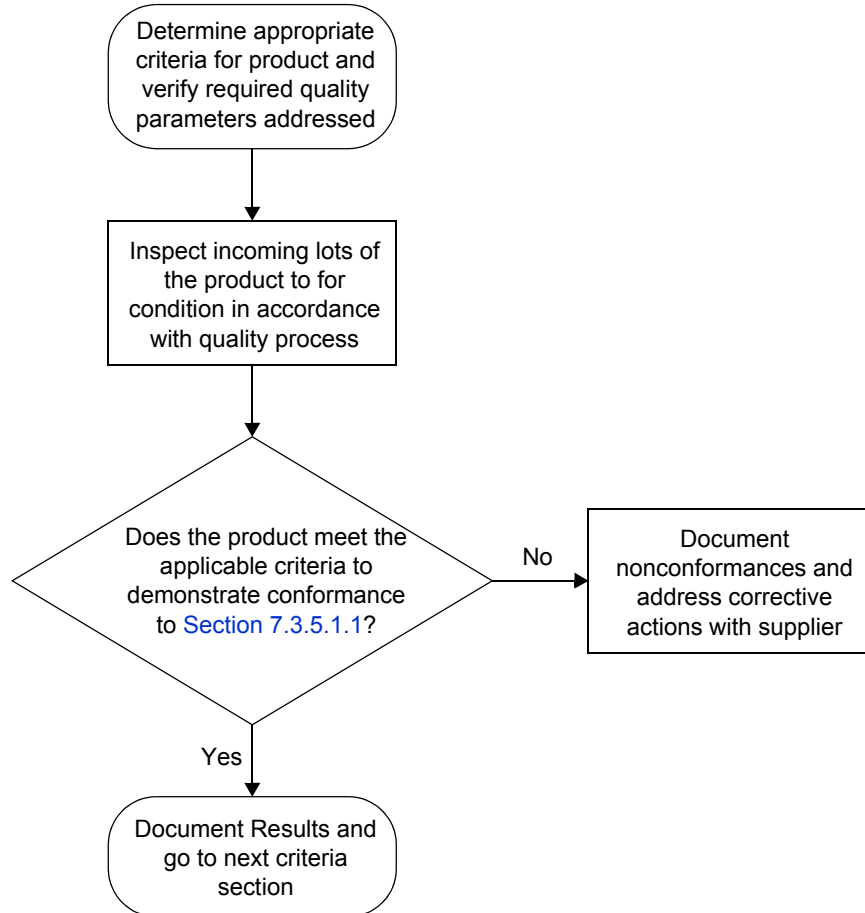 Determine appropriate
criteria for product and
verify required quality
parameters addressed
Inspect incoming lots of
the product to for
condition in accordance
with quality process
Does the product meet the
applicable criteria to
demonstrate conformance
to Section 7.3.5.1.1?
No
Document
nonconformances and
address corrective
actions with supplier
Yes
Document Results and
go to next criteria
section